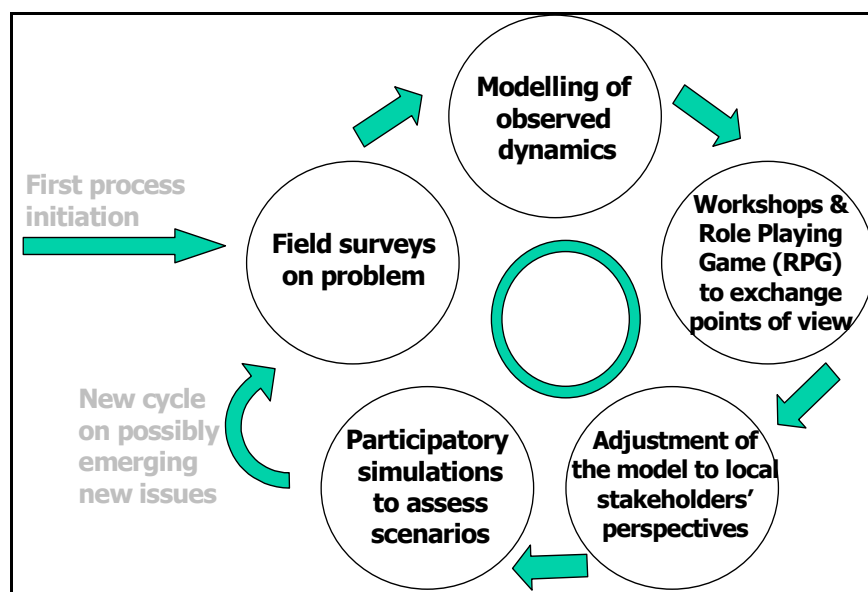 First process
initiation
Field surveys
on problem
Modelling of
observed
dynamics
Workshops &
Role Playing
Game (RPG)
to exchange
points of view
Adjustment of
the model to local
stakeholders’
perspectives
Participatory
simulations
to assess
scenarios
New cycle
on possibly
emerging
new issues